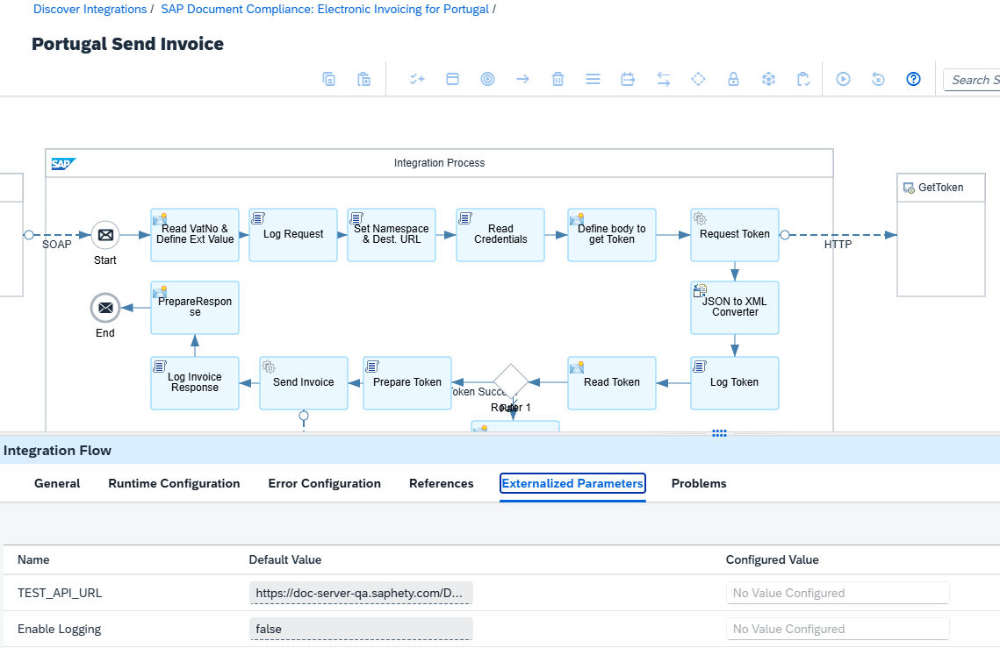 Discover Integrations / SAP Document Compliance: Electronic Invoicing for Portugal /
Portugal Send Invoice
Search S
SAP
Integration Process
GetToken
Read VatNo &
Define Ext Value
Log Request
Set Namespace
& Dest. URL
Read
Credentials
Define body to
get Token
Request Token
SOAP
HTTP
Start
PrepareRespon
se
JSON to XML
Converter
End
Log Invoice
Response
Send Invoice
Prepare Token
Read Token
Log Token
Token Succe
Router 1
Integration Flow
General Runtime Configuration Error Configuration References Externalized Parameters Problems
Name Default Value Configured Value
TEST_API_URL https://doc-server-qa.saphety.com/D... No Value Configured
Enable Logging false No Value Configured